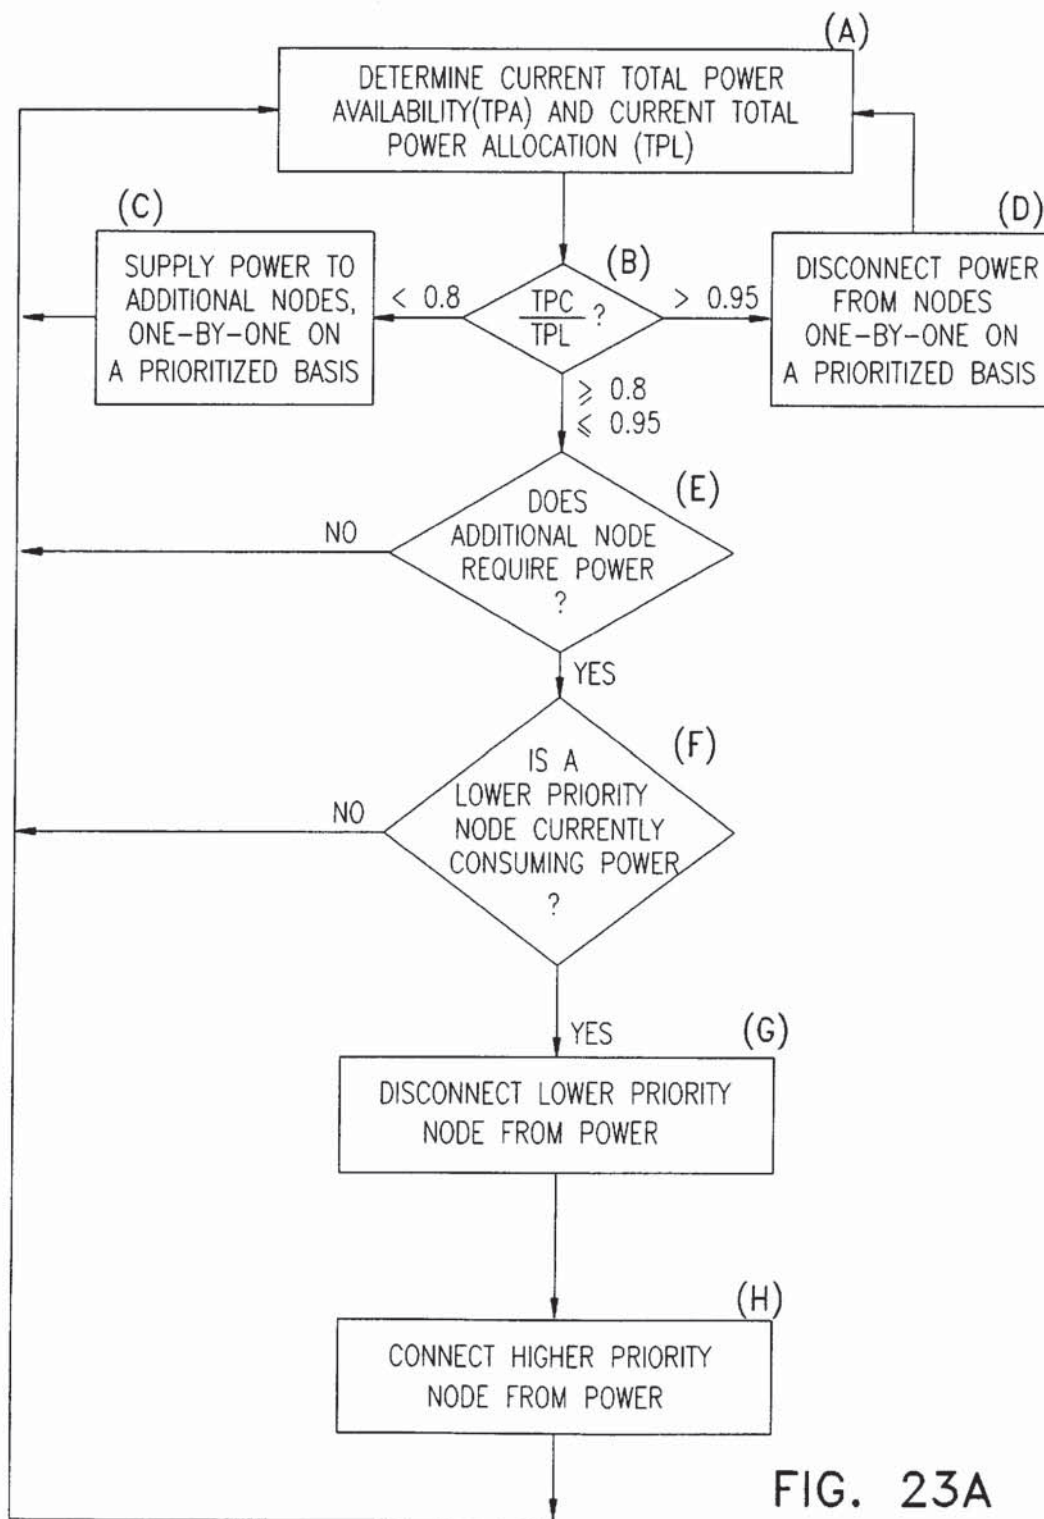 (A)
DETERMINE CURRENT TOTAL POWER
AVAILABILITY(TPA) AND CURRENT TOTAL
POWER ALLOCATION (TPL)
(C)
SUPPLY POWER TO
ADDITIONAL NODES,
ONE-BY-ONE ON
A PRIORITIZED BASIS
< 0.8
(B)
TPC
TPL
?
> 0.95
(D)
DISCONNECT POWER
FROM NODES
ONE-BY-ONE ON
A PRIORITIZED BASIS
≥ 0.8
≤ 0.95
(E)
DOES
ADDITIONAL NODE
REQUIRE POWER
?
NO
YES
(F)
IS A
LOWER PRIORITY
NODE CURRENTLY
CONSUMING POWER
?
NO
YES
(G)
DISCONNECT LOWER PRIORITY
NODE FROM POWER
(H)
CONNECT HIGHER PRIORITY
NODE FROM POWER
FIG. 23A